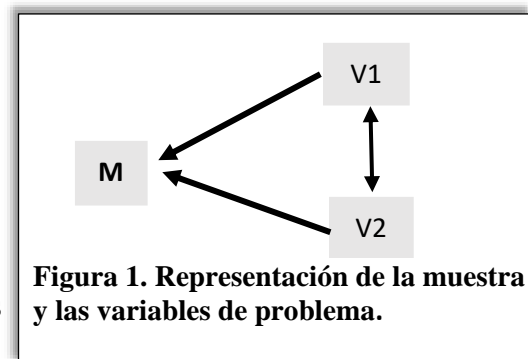 V1
M
V2
Figura 1. Representación de la muestra
y las variables de problema.